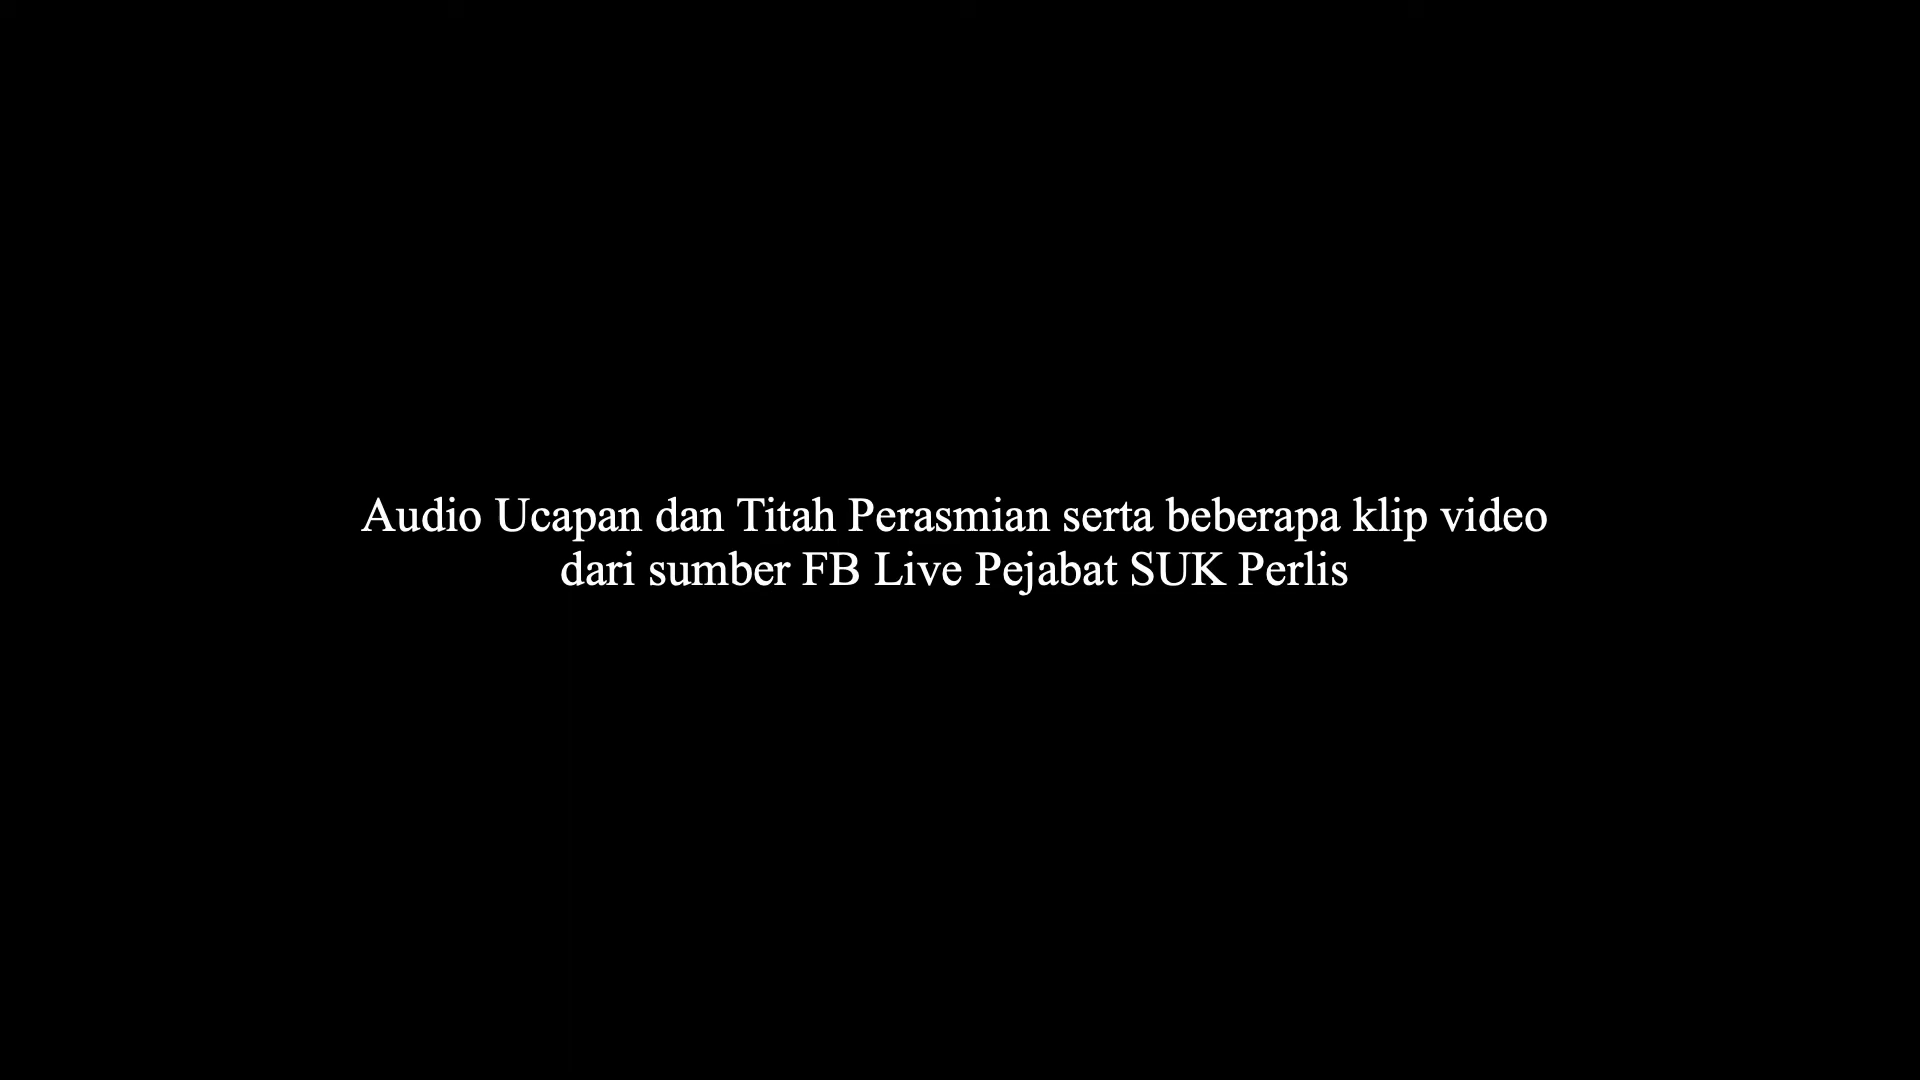 Audio Ucapan dan Titah Perasmian serta beberapa klip video
dari sumber FB Live Pejabat SUK Perlis